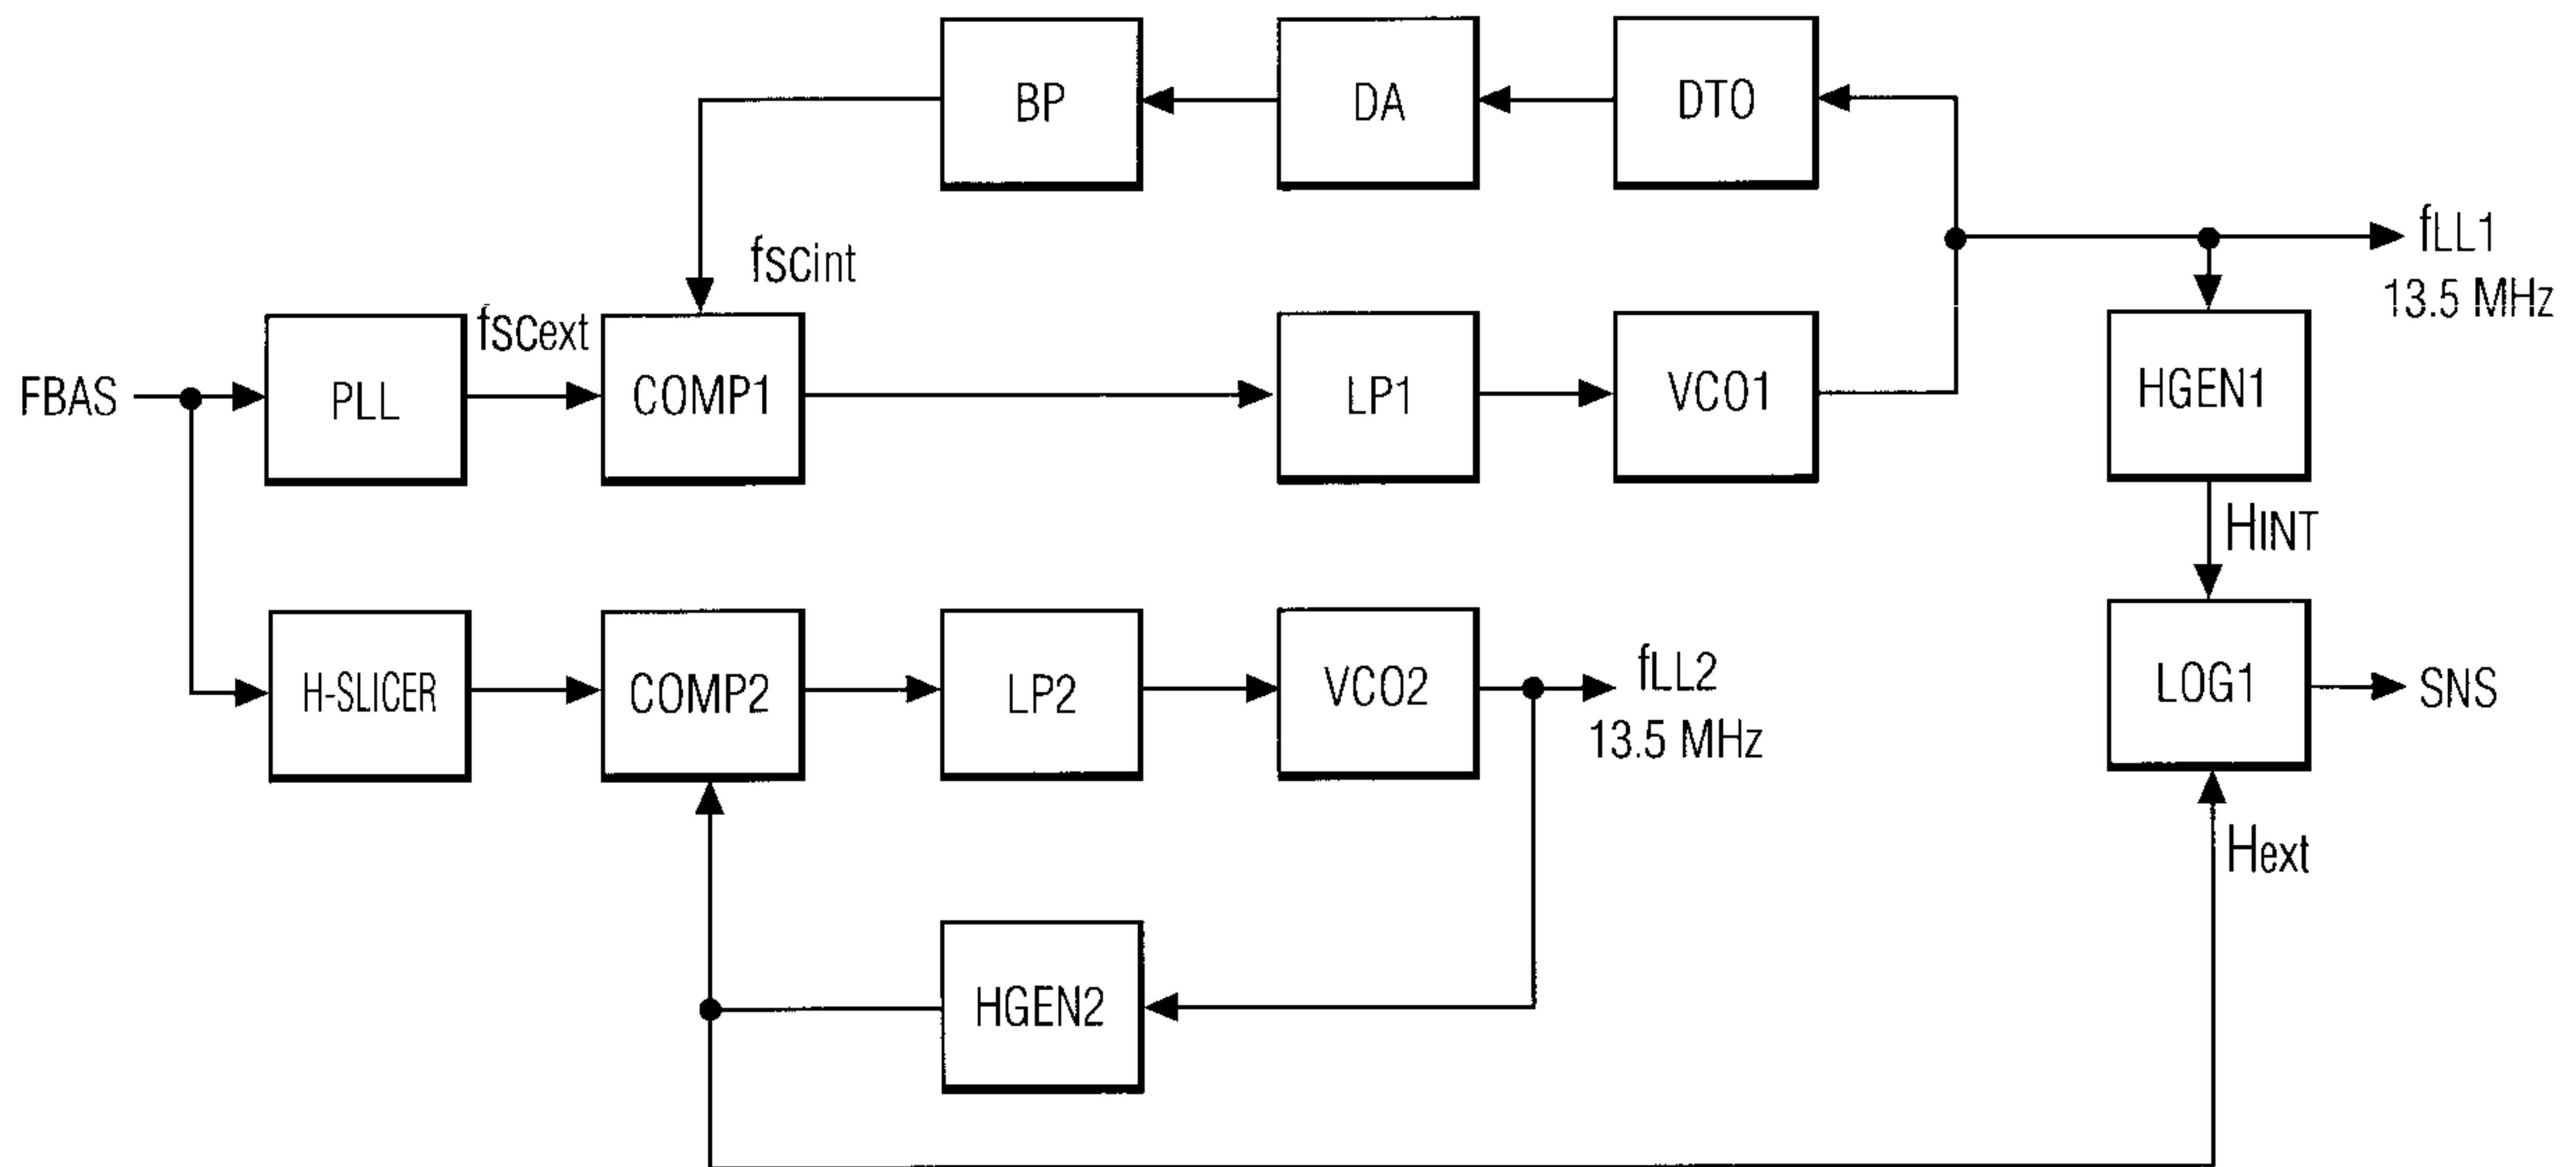 BP
DA
DTO
fLL1
13.5 MHz
fSCint
fSCext
FBAS
PLL
COMP1
LP1
VCO1
HGEN1
HINT
H-SLICER
COMP2
LP2
VCO2
fLL2
13.5 MHz
LOG1
SNS
Hext
HGEN2